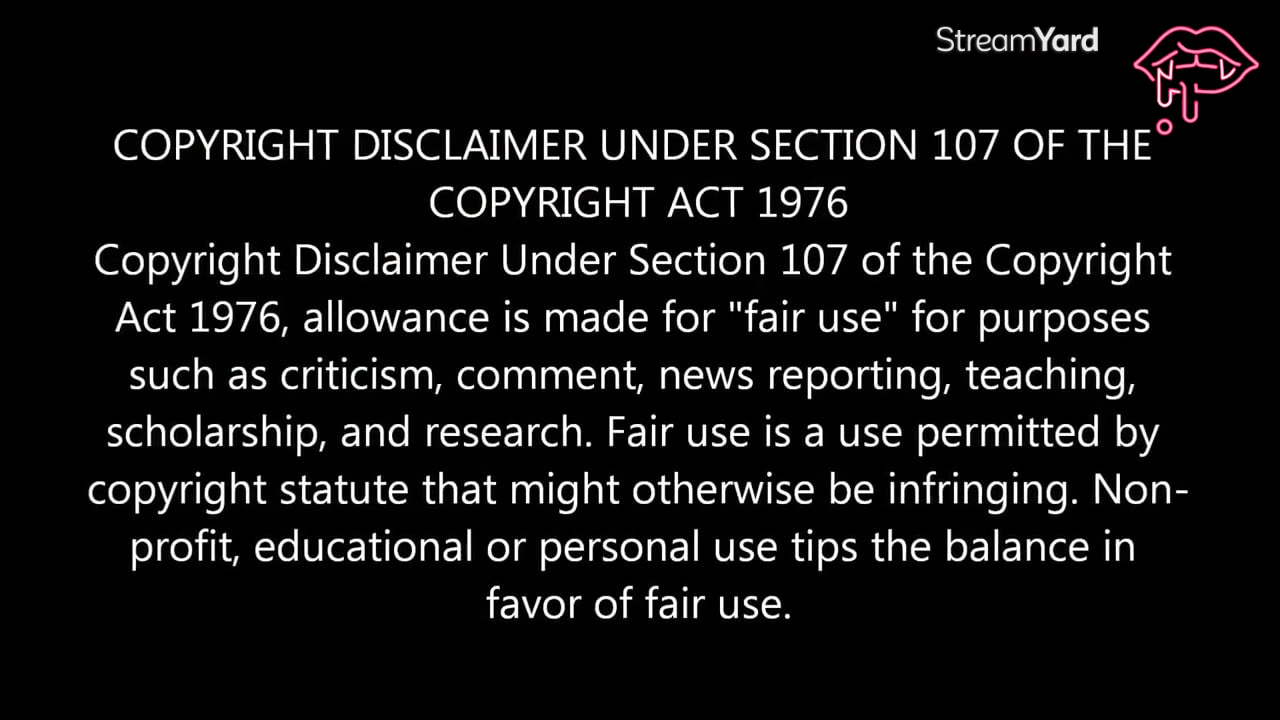 StreamYard
COPYRIGHT DISCLAIMER UNDER SECTION 107 OF THE
COPYRIGHT ACT 1976
Copyright Disclaimer Under Section 107 of the Copyright
Act 1976, allowance is made for "fair use" for purposes
such as criticism, comment, news reporting, teaching,
scholarship, and research. Fair use is a use permitted by
copyright statute that might otherwise be infringing. Non-
profit, educational or personal use tips the balance in
favor of fair use.